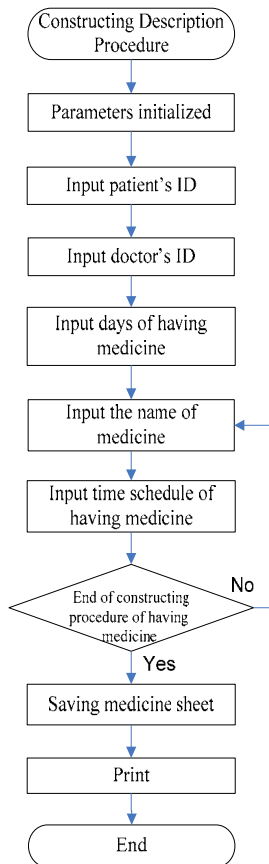 Constructing Description
Procedure
Parameters initialized
Input patient's ID
Input doctor's ID
Input days of having
medicine
Input the name of
medicine
Input time schedule of
having medicine
End of constructing
procedure of having
medicine
No
Yes
Saving medicine sheet
Print
End